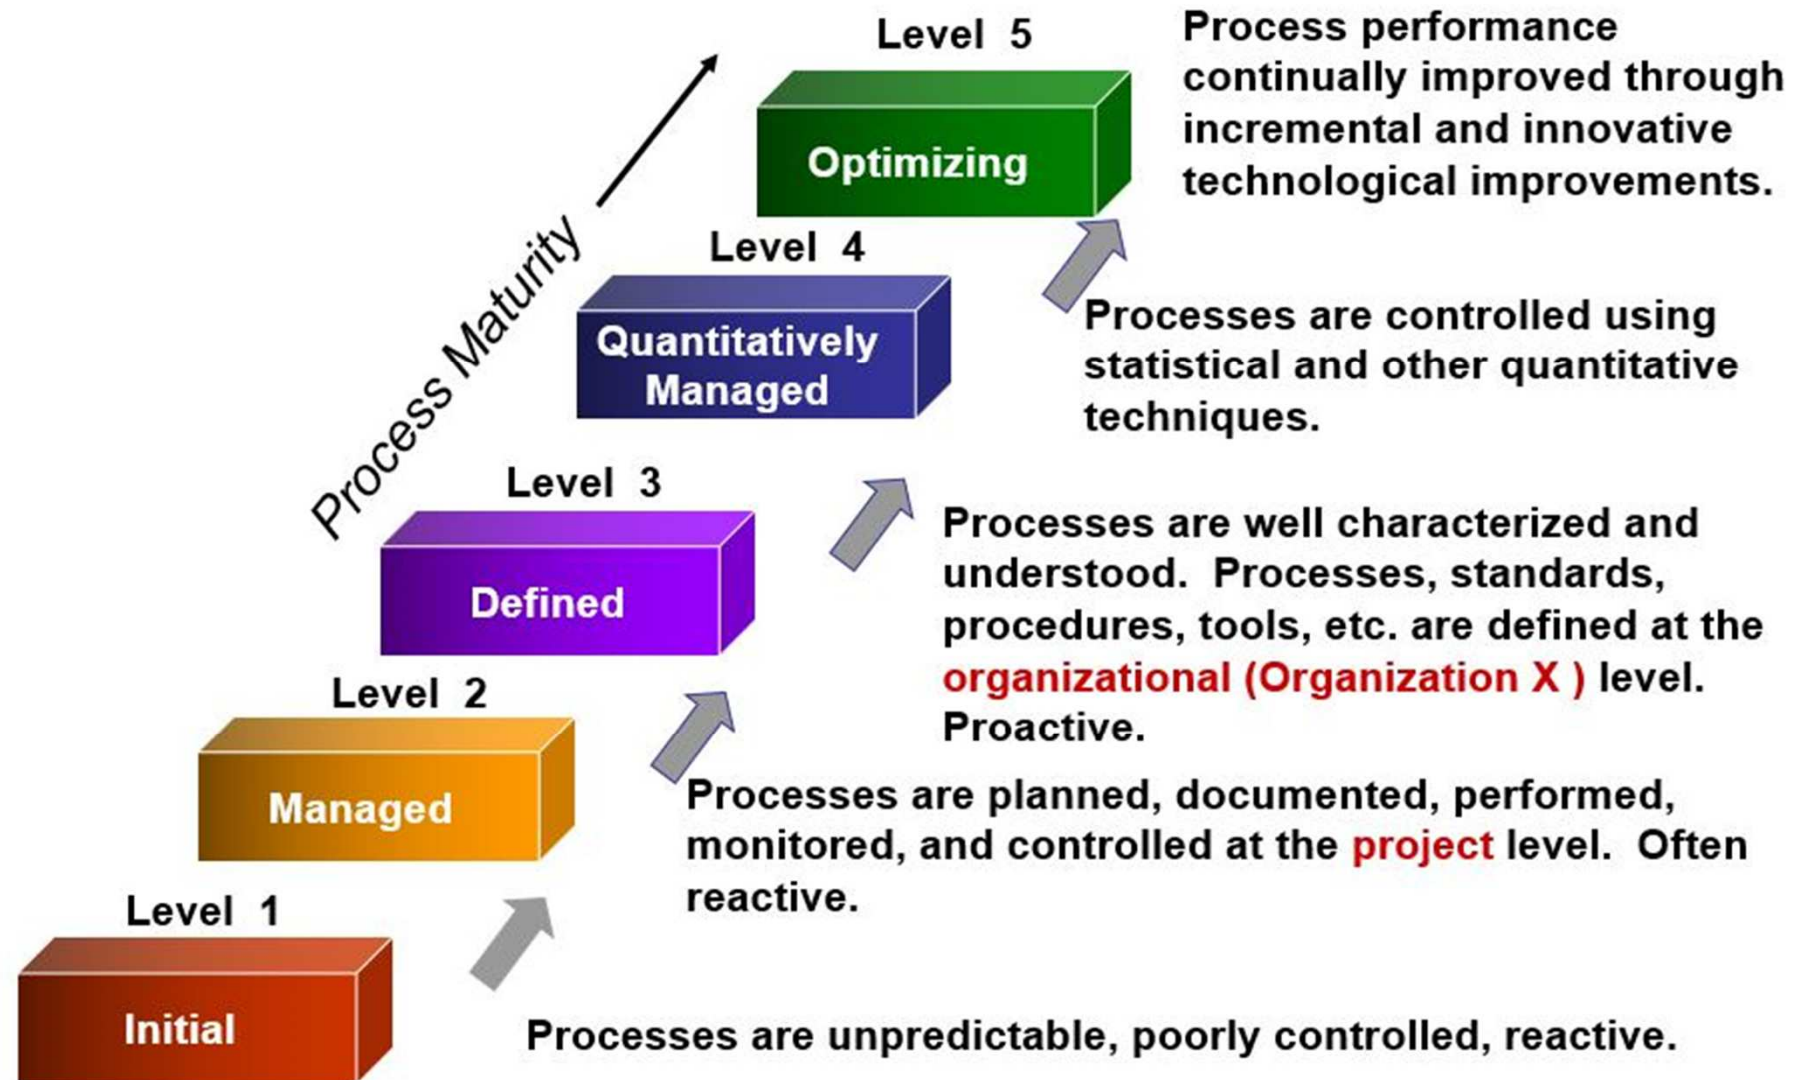 Level 5
Optimizing
Process performance
continually improved through
incremental and innovative
technological improvements.
Process Maturity
Level 4
Quantitatively
Managed
Processes are controlled using
statistical and other quantitative
techniques.
Level 3
Defined
Processes are well characterized and
understood. Processes, standards,
procedures, tools, etc. are defined at the
organizational (Organization X ) level.
Proactive.
Level 2
Managed
Processes are planned, documented, performed,
monitored, and controlled at the project level. Often
reactive.
Level 1
Initial
Processes are unpredictable, poorly controlled, reactive.